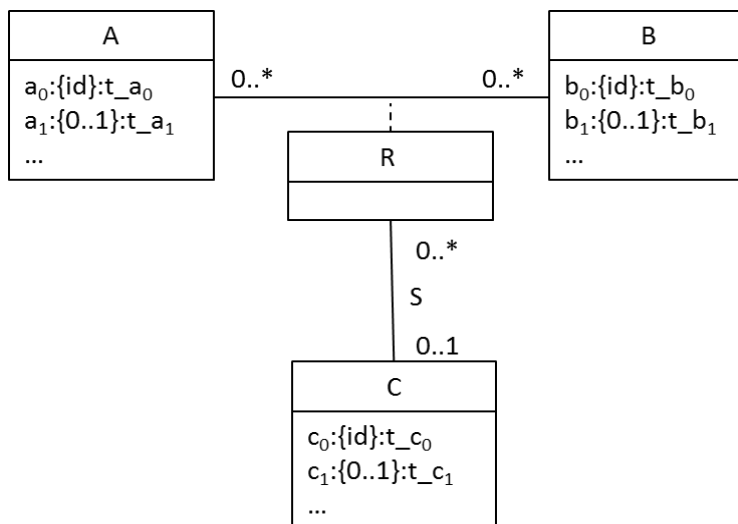 A
a₀:{id}:t_a₀
a₁:{0..1}:t_a₁
...
0..*
0..*
B
b₀:{id}:t_b₀
b₁:{0..1}:t_b₁
...
R
0..*
S
0..1
C
c₀:{id}:t_c₀
c₁:{0..1}:t_c₁
...